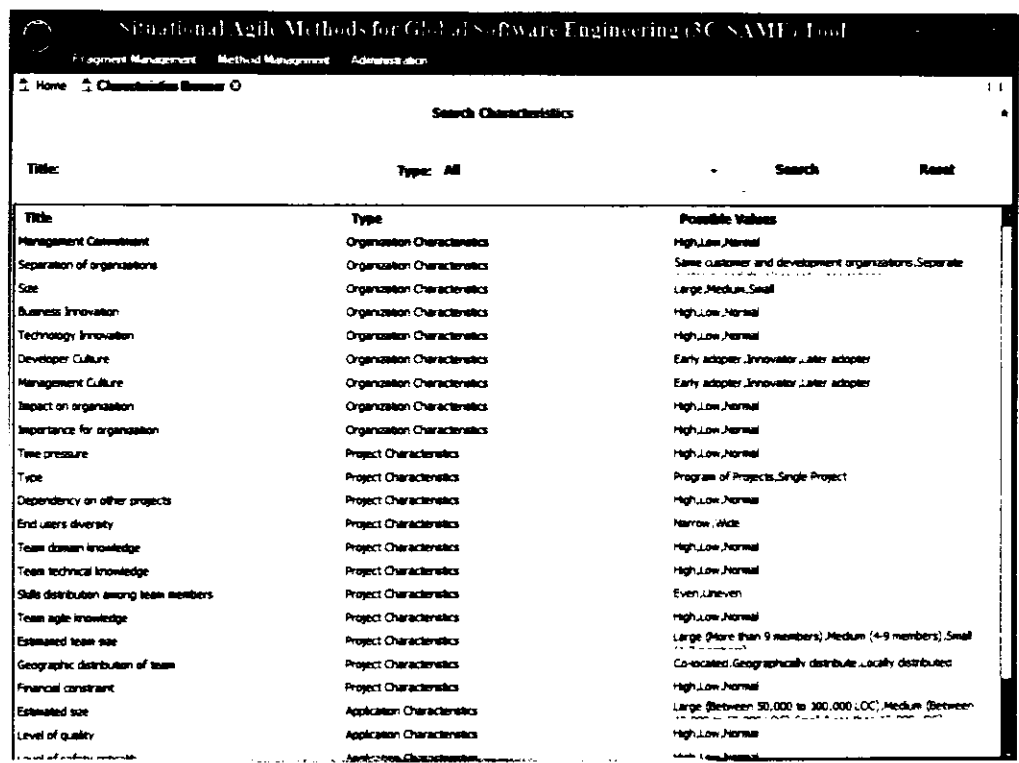 Situational Agile Methods for Global Software Engineering (3C-SAME) Tool
Fragment Management Method Management Administration
Home Characteristics Browser
Search Characteristics
Title: Type: All Search Reset
Title Type Possible Values
Management Commitment Organization Characteristics High,Low,Normal
Separation of organizations Organization Characteristics Same customer and development organizations,Seperate
Size Organization Characteristics Large,Medium,Small
Business Innovation Organization Characteristics High,Low,Normal
Technology Innovation Organization Characteristics High,Low,Normal
Developer Culture Organization Characteristics Early adopter,Innovator,Later adopter
Management Culture Organization Characteristics Early adopter,Innovator,Later adopter
Impact on organization Organization Characteristics High,Low,Normal
Importance for organization Organization Characteristics High,Low,Normal
Time pressure Project Characteristics High,Low,Normal
Type Project Characteristics Program of Projects,Single Project
Dependency on other projects Project Characteristics High,Low,Normal
End users diversity Project Characteristics Narrow,Wide
Team domain knowledge Project Characteristics High,Low,Normal
Team technical knowledge Project Characteristics High,Low,Normal
Skills distribution among team members Project Characteristics Even,Uneven
Team agile knowledge Project Characteristics High,Low,Normal
Estimated team size Project Characteristics Large (More than 9 members),Medium (4-9 members),Small
Geographic distribution of team Project Characteristics Co-located,Geographically distribute,Locally distributed
Financial constraint Project Characteristics High,Low,Normal
Estimated size Application Characteristics Large (Between 50,000 to 300,000 LOC),Medium (Between
Level of quality Application Characteristics High,Low,Normal